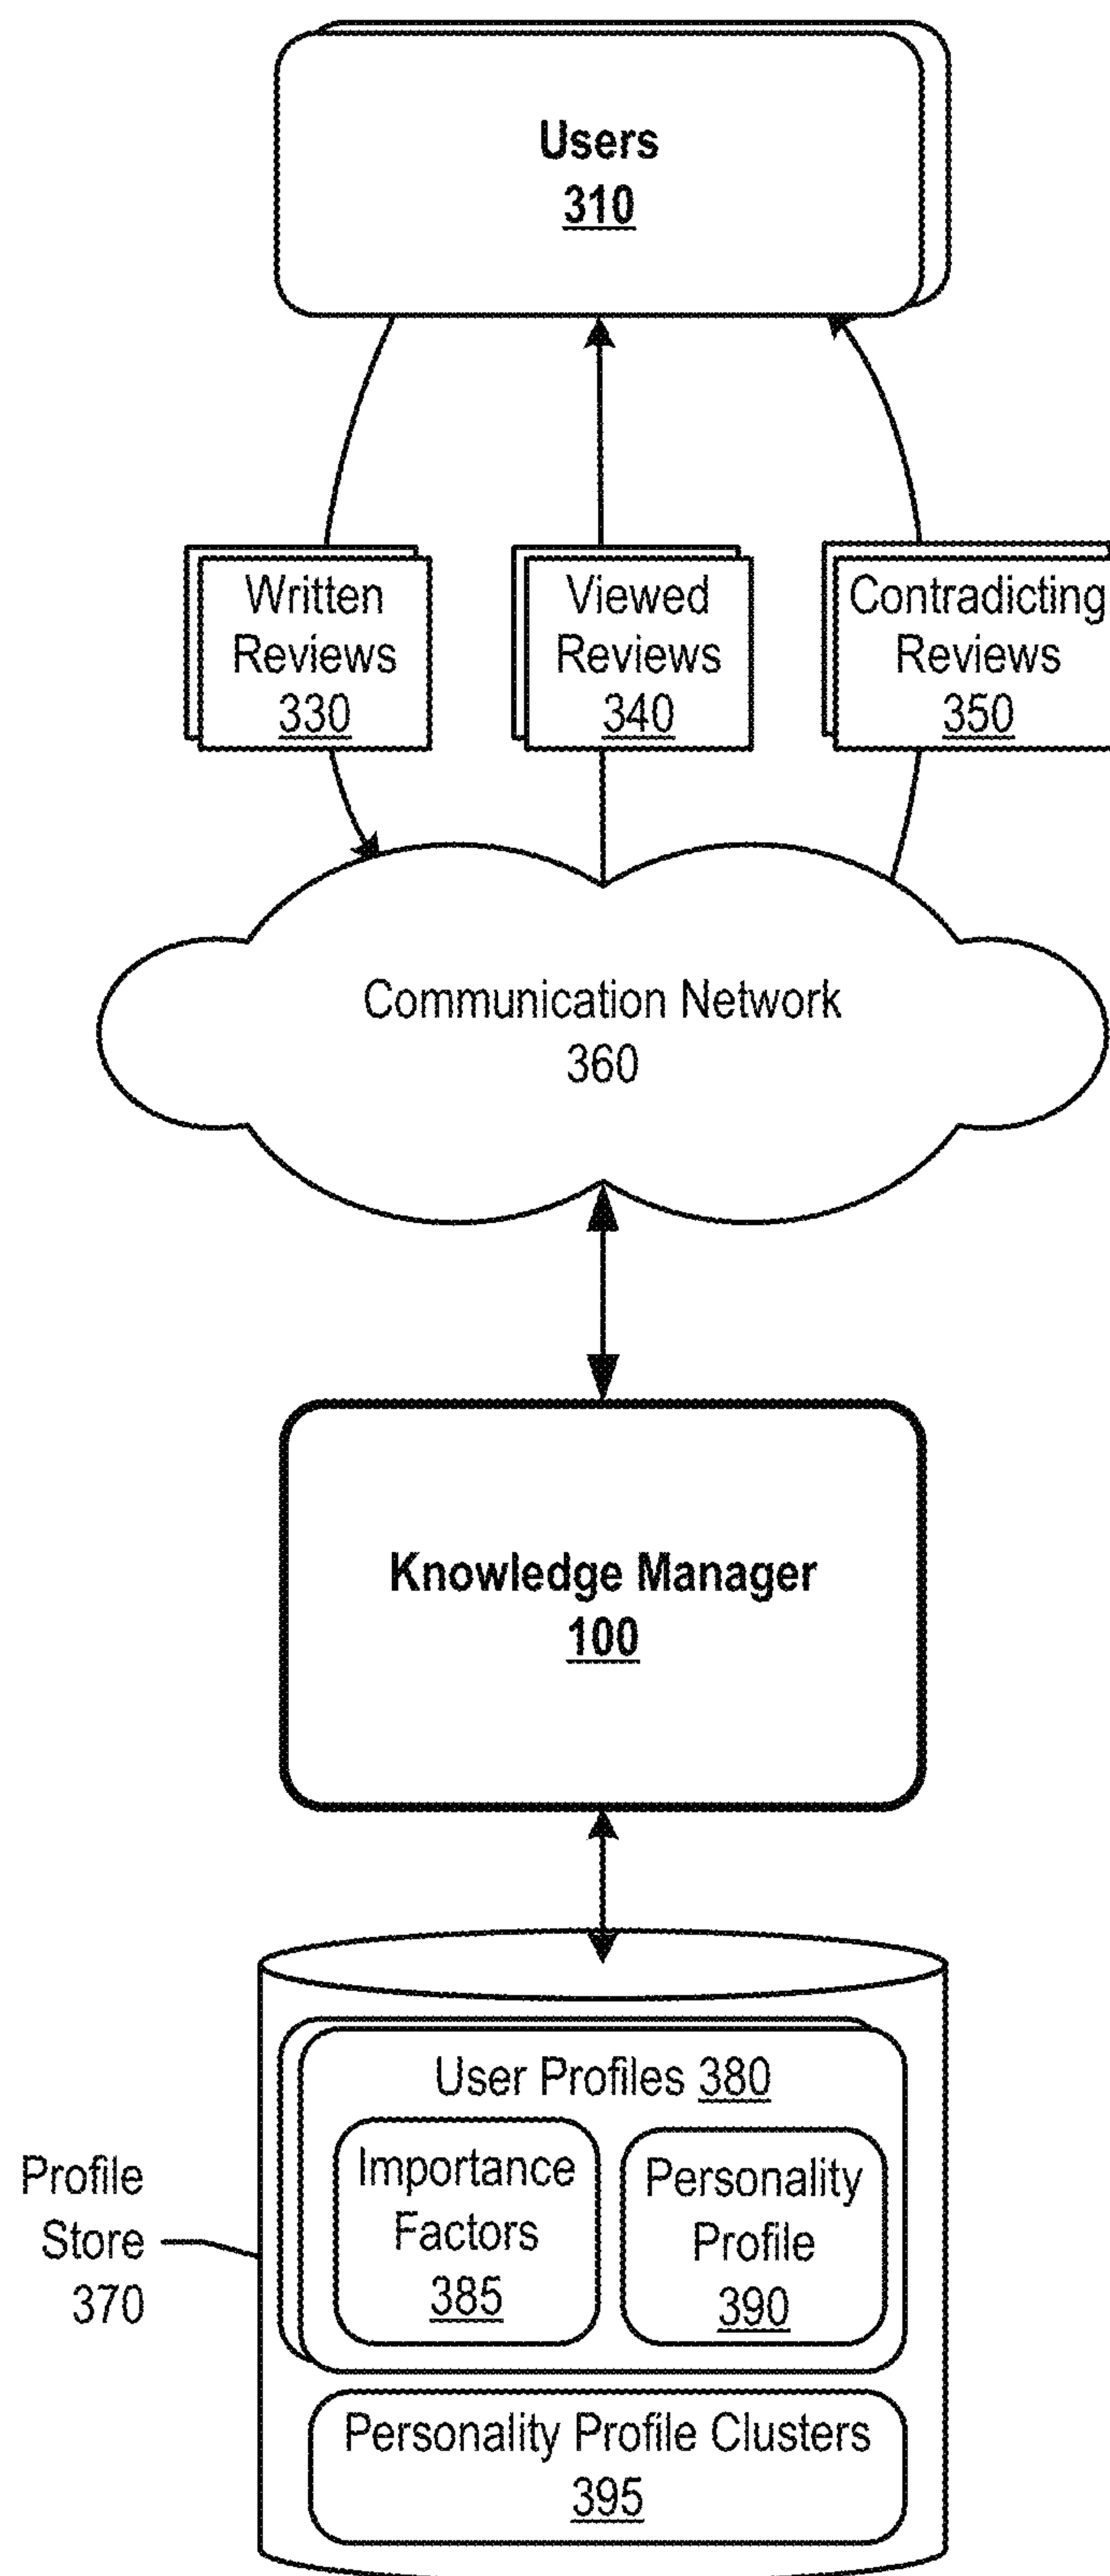 Users
310
Written
Reviews
330
Viewed
Reviews
340
Contradicting
Reviews
350
Communication Network
360
Knowledge Manager
100
Profile
Store
370
User Profiles 380
Importance
Factors
385
Personality
Profile
390
Personality Profile Clusters
395